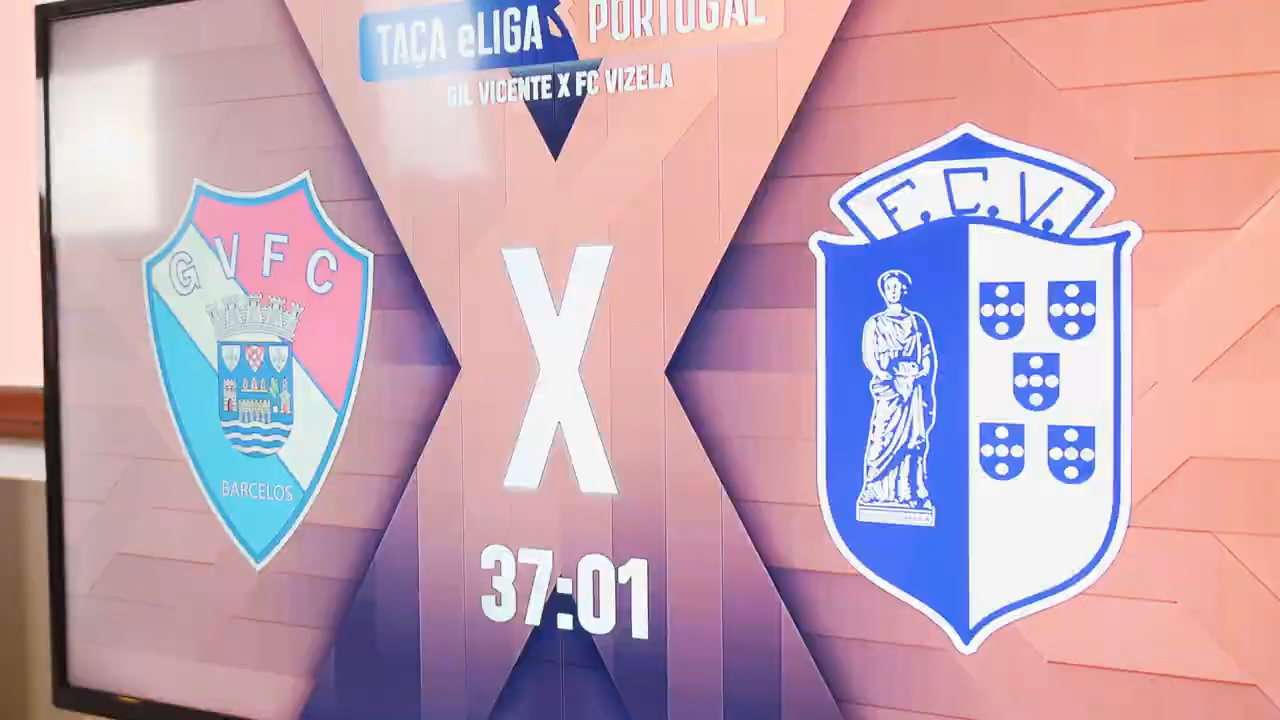 TAÇA eLIGA PORTUGAL
GIL VICENTE X FC VIZELA
G V F C
BARCELOS
F.C.V.
X
37:01